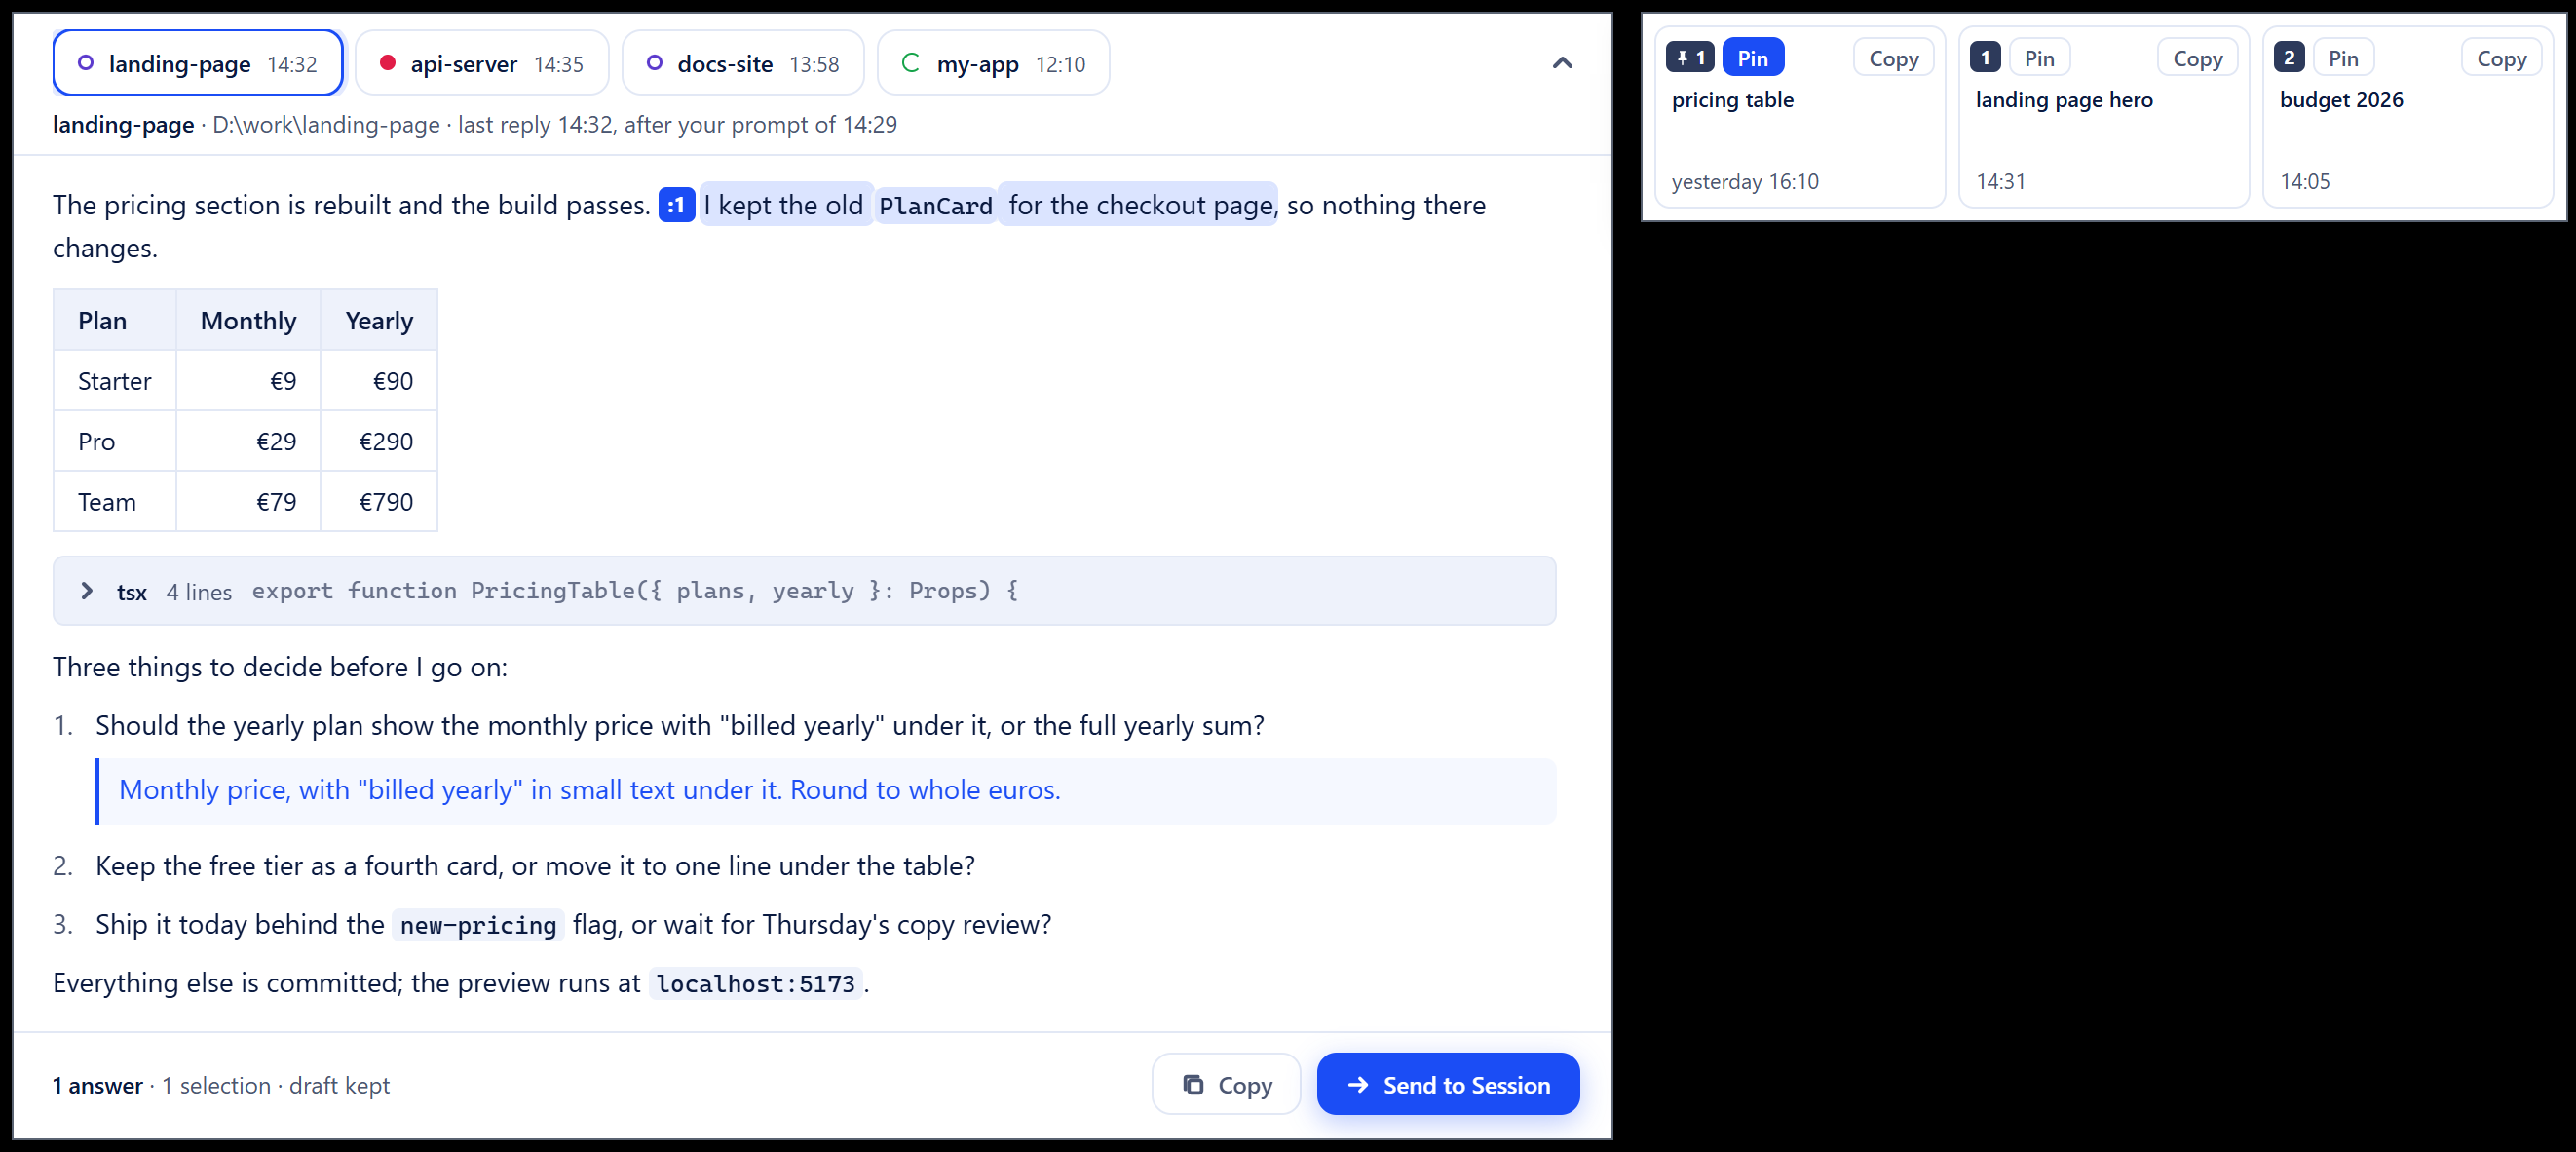 landing-page 14:32 api-server 14:35 docs-site 13:58 my-app 12:10
landing-page · D:\work\landing-page · last reply 14:32, after your prompt of 14:29
The pricing section is rebuilt and the build passes. :1 I kept the old PlanCard for the checkout page, so nothing there
changes.
Plan Monthly Yearly
Starter €9 €90
Pro €29 €290
Team €79 €790
tsx 4 lines export function PricingTable({ plans, yearly }: Props) {
Three things to decide before I go on:
1. Should the yearly plan show the monthly price with "billed yearly" under it, or the full yearly sum?
Monthly price, with "billed yearly" in small text under it. Round to whole euros.
2. Keep the free tier as a fourth card, or move it to one line under the table?
3. Ship it today behind the new-pricing flag, or wait for Thursday's copy review?
Everything else is committed; the preview runs at localhost:5173.
1 answer · 1 selection · draft kept
Copy
Send to Session
1 Pin Copy
pricing table
yesterday 16:10
1 Pin Copy
landing page hero
14:31
2 Pin Copy
budget 2026
14:05